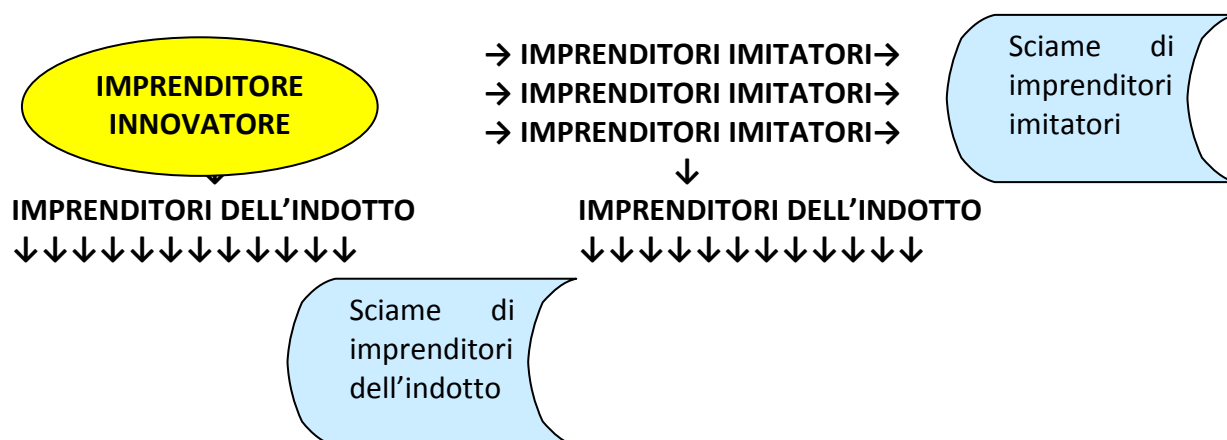 IMPRENDITORE
INNOVATORE
→ IMPRENDITORI IMITATORI→
→ IMPRENDITORI IMITATORI→
→ IMPRENDITORI IMITATORI→
↓
Sciame di
imprenditori
imitatori
↓
IMPRENDITORI DELL’INDOTTO
↓↓↓↓↓↓↓↓↓↓↓↓
IMPRENDITORI DELL’INDOTTO
↓↓↓↓↓↓↓↓↓↓↓↓
Sciame di
imprenditori
dell’indotto